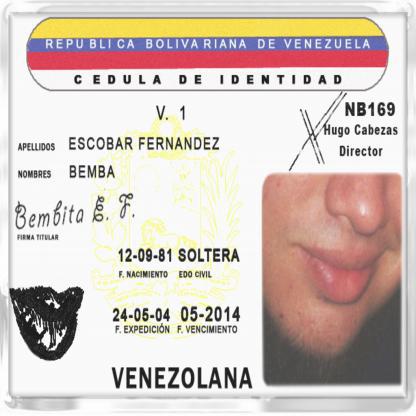 REPUBLICA BOLIVARIANA DE VENEZUELA
CEDULA DE IDENTIDAD
V. 1
NB169
Hugo Cabezas
Director
APELLIDOS ESCOBAR FERNANDEZ
NOMBRES BEMBA
Bembita E. F.
FIRMA TITULAR
12-09-81 SOLTERA
F. NACIMIENTO EDO CIVIL
24-05-04 05-2014
F. EXPEDICIÓN F. VENCIMIENTO
VENEZOLANA